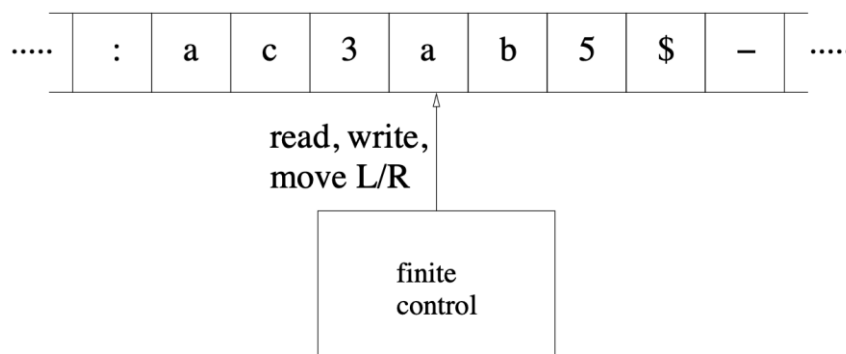 ..... : a c 3 a b 5 $ – .....
read, write,
move L/R
finite
control